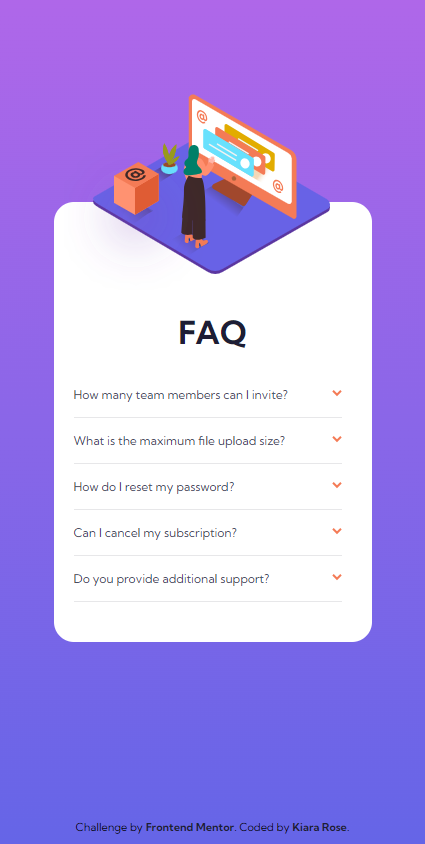 @
@
@
FAQ
How many team members can I invite?
What is the maximum file upload size?
How do I reset my password?
Can I cancel my subscription?
Do you provide additional support?
Challenge by Frontend Mentor. Coded by Kiara Rose.